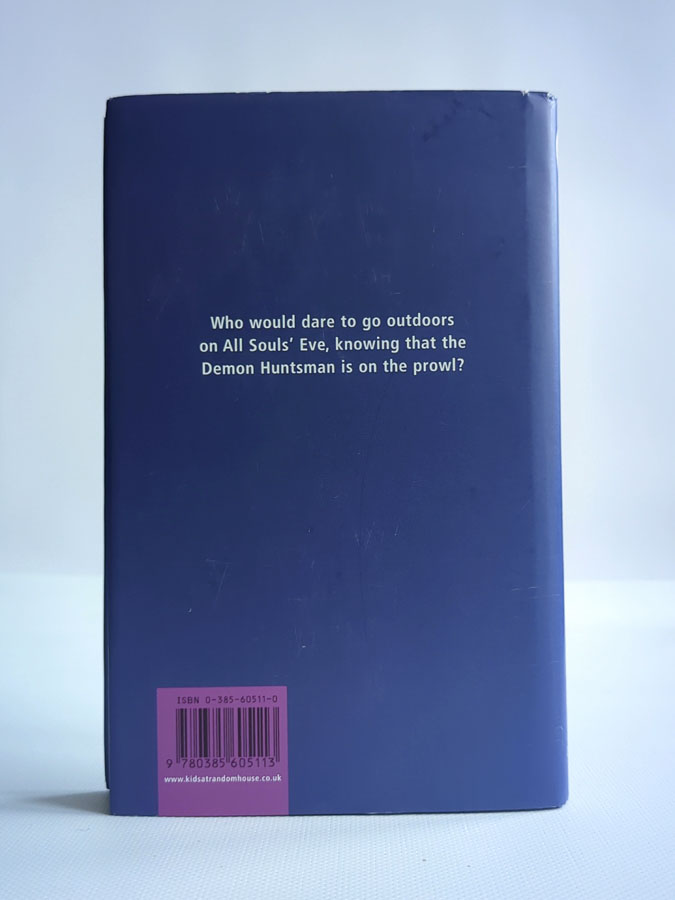 Who would dare to go outdoors
on All Souls’ Eve, knowing that the
Demon Huntsman is on the prowl?
ISBN 0-385-60511-0
9 780385 605113
www.kidsatrandomhouse.co.uk